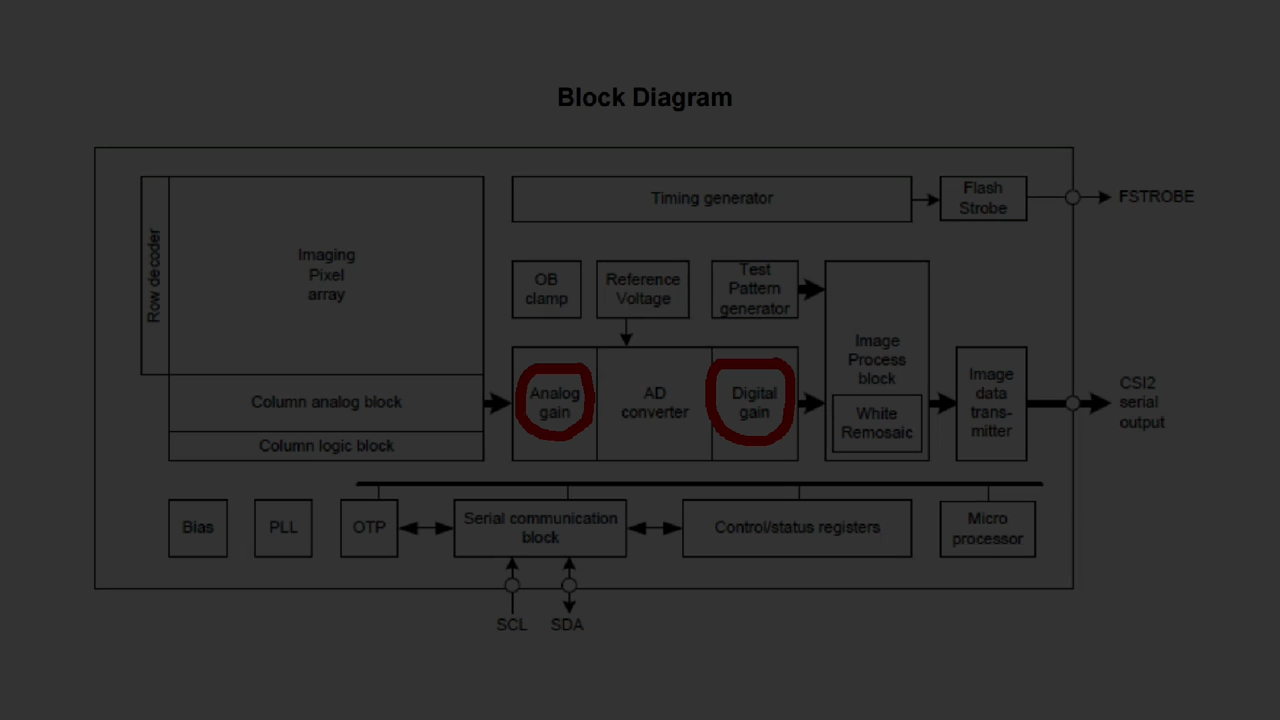 Block Diagram
Row decoder
Imaging
Pixel
array
Column analog block
Column logic block
Timing generator
Flash
Strobe
FSTROBE
OB
clamp
Reference
Voltage
Test
Pattern
generator
Analog
gain
AD
converter
Digital
gain
Image
Process
block
White
Remosaic
Image
data
trans-
mitter
CSI2
serial
output
Bias
PLL
OTP
Serial communication
block
Control/status registers
Micro
processor
SCL
SDA